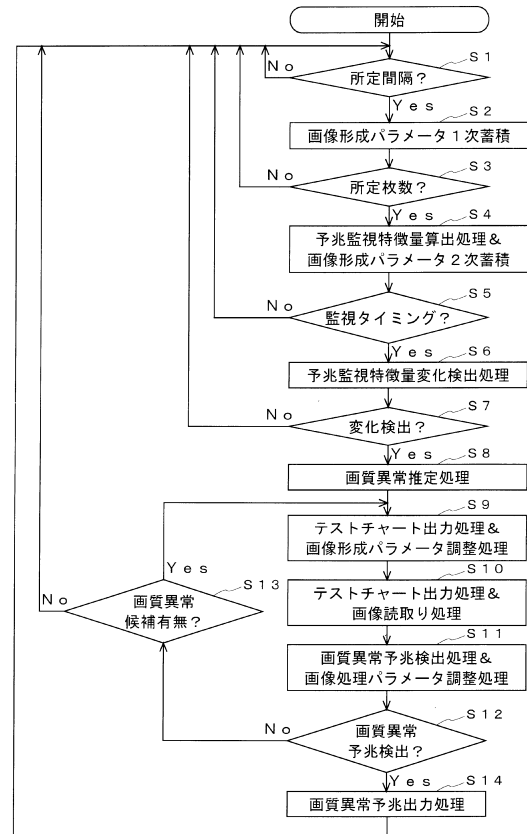 開始
S1
所定間隔？
No
Yes
S2
画像形成パラメータ1次蓄積
S3
所定枚数？
No
Yes
S4
予兆監視特徴量算出処理＆
画像形成パラメータ2次蓄積
S5
監視タイミング？
No
Yes
S6
予兆監視特徴量変化検出処理
S7
変化検出？
No
Yes
S8
画質異常推定処理
S9
テストチャート出力処理＆
画像形成パラメータ調整処理
S10
テストチャート出力処理＆
画像読取り処理
S11
画質異常予兆検出処理＆
画像処理パラメータ調整処理
S12
画質異常
予兆検出？
No
Yes
S13
画質異常
候補有無？
Yes
No
S14
画質異常予兆出力処理